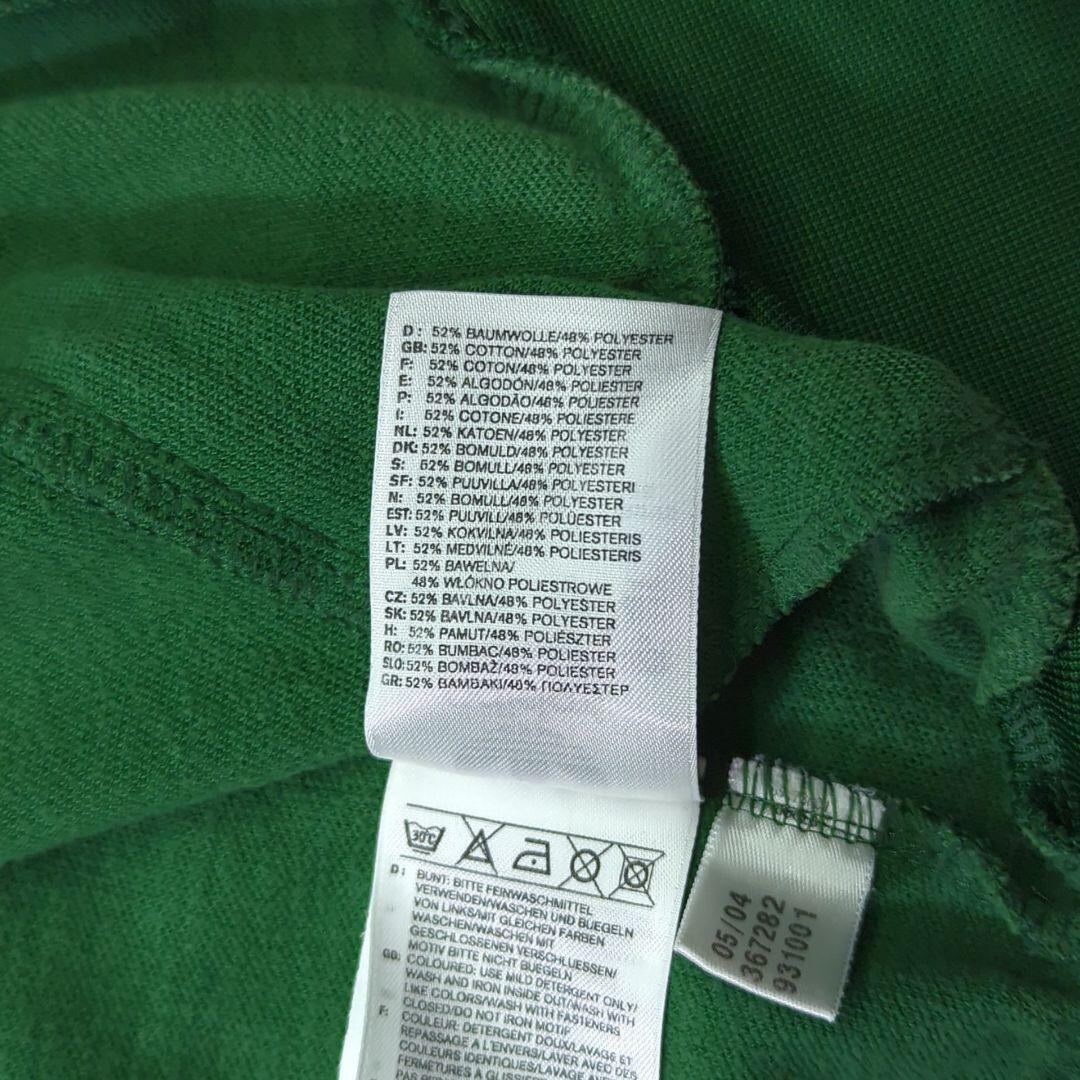 D: 52% BAUMWOLLE/48% POLYESTER
GB: 52% COTTON/48% POLYESTER
F: 52% COTON/48% POLYESTER
E: 52% ALGODÓN/48% POLIESTER
P: 52% ALGODÃO/48% POLIESTER
I: 52% COTONE/48% POLIESTERE
NL: 52% KATOEN/48% POLYESTER
DK: 52% BOMULD/48% POLYESTER
S: 52% BOMULL/48% POLYESTER
SF: 52% PUUVILLA/48% POLYESTERI
N: 52% BOMULL/48% POLYESTER
EST: 52% PUUVILL/48% POLÜESTER
LV: 52% KOKVILNA/48% POLIESTERIS
LT: 52% MEDVILNĖ/48% POLIESTERIS
PL: 52% BAWEŁNA/
48% WŁÓKNO POLIESTROWE
CZ: 52% BAVLNA/48% POLYESTER
SK: 52% BAVLNA/48% POLYESTER
H: 52% PAMUT/48% POLIÉSZTER
RO: 52% BUMBAC/48% POLIESTER
SLO: 52% BOMBAŽ/48% POLIESTER
GR: 52% BAMBAKI/48% ΠΟΛΥΕΣΤΕΡ
30°C
D: BUNT: BITTE FEINWASCHMITTEL
VERWENDEN/WASCHEN UND BUEGELN
VON LINKS/MIT GLEICHEN FARBEN
WASCHEN/WASCHEN MIT
GESCHLOSSENEN VERSCHLUESSEN/
MOTIV BITTE NICHT BUEGELN
GB: COLOURED: USE MILD DETERGENT ONLY/
WASH AND IRON INSIDE OUT/WASH WITH
LIKE COLORS/WASH WITH FASTENERS
CLOSED/DO NOT IRON MOTIF
F: COULEUR: DETERGENT DOUX/LAVAGE ET
REPASSAGE A L'ENVERS/LAVER AVEC DES
COULEURS IDENTIQUES/LAVAGE AVEC
FERMETURES A
05/04
367282
931001